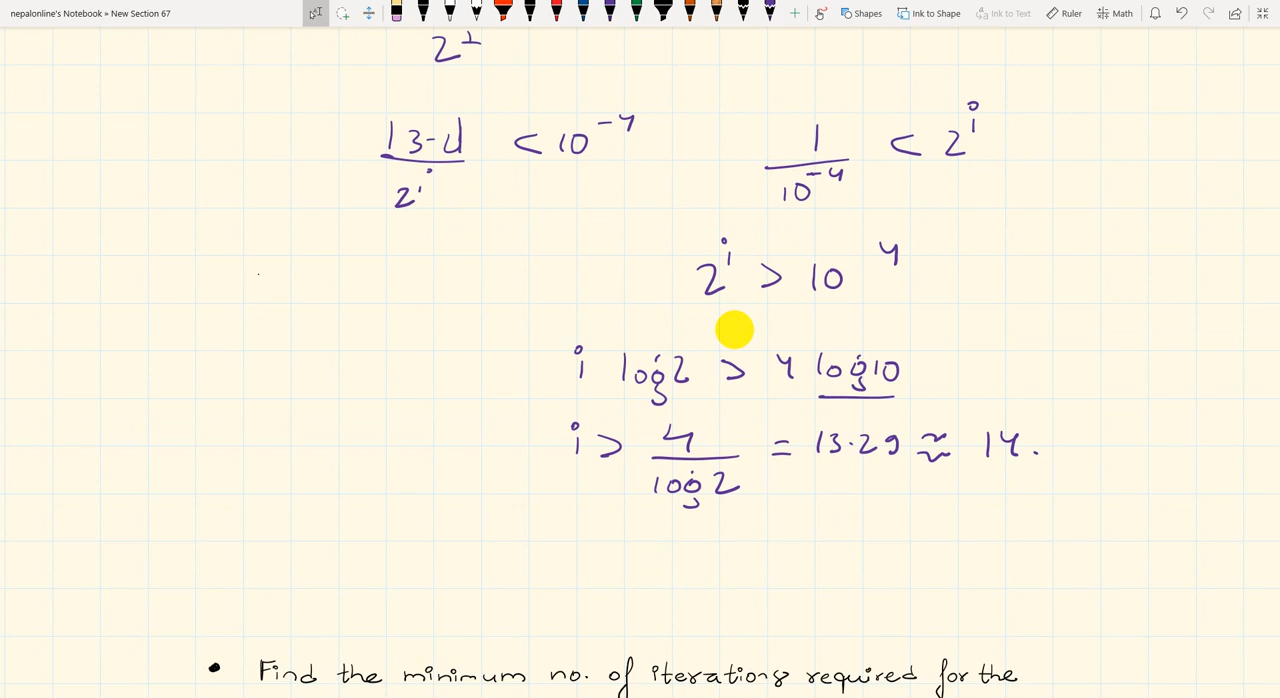 nepalonline's Notebook » New Section 67
Shapes Ink to Shape Ink to Text Ruler Math
2^i
|3-4|/2^i < 10^-4
1/10^-4 < 2^i
2^i > 10^4
i log2 > 4 log10
i > 4/log2 = 13.29 ≈ 14.
• Find the minimum no. of iterations required for the